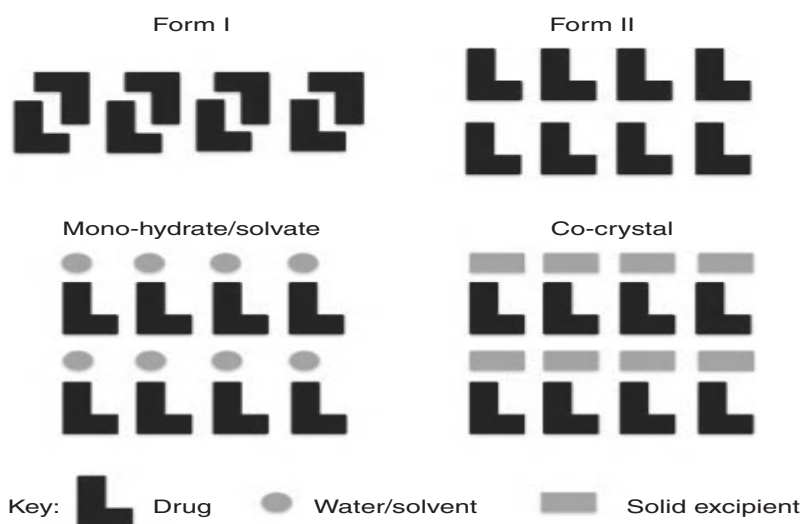 Form I
Form II
Mono-hydrate/solvate
Co-crystal
Key: Drug Water/solvent Solid excipient